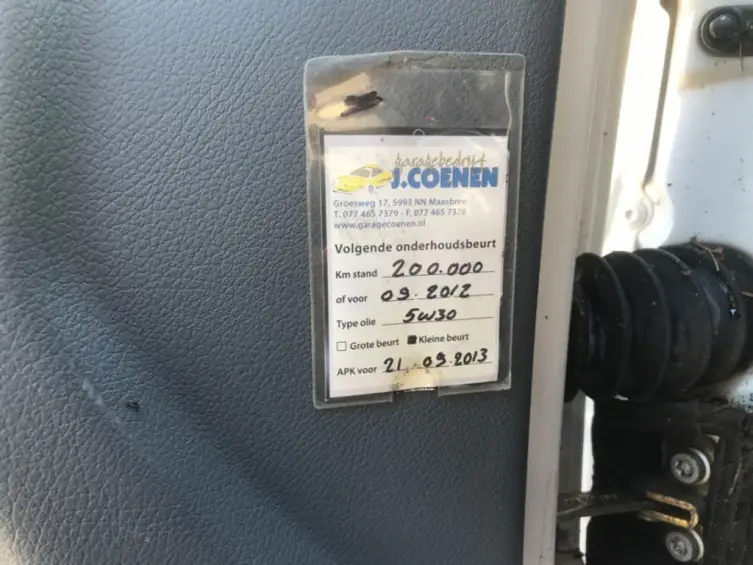 garagebedrijf
J.COENEN
Groesweg 17, 5993 NN Maasbree
T. 077 465 7379 - F. 077 465 7378
www.garagecoenen.nl
Volgende onderhoudsbeurt
Km stand 200.000
of voor 09-2012
Type olie 5W30
Grote beurt Kleine beurt
APK voor 21-09-2013